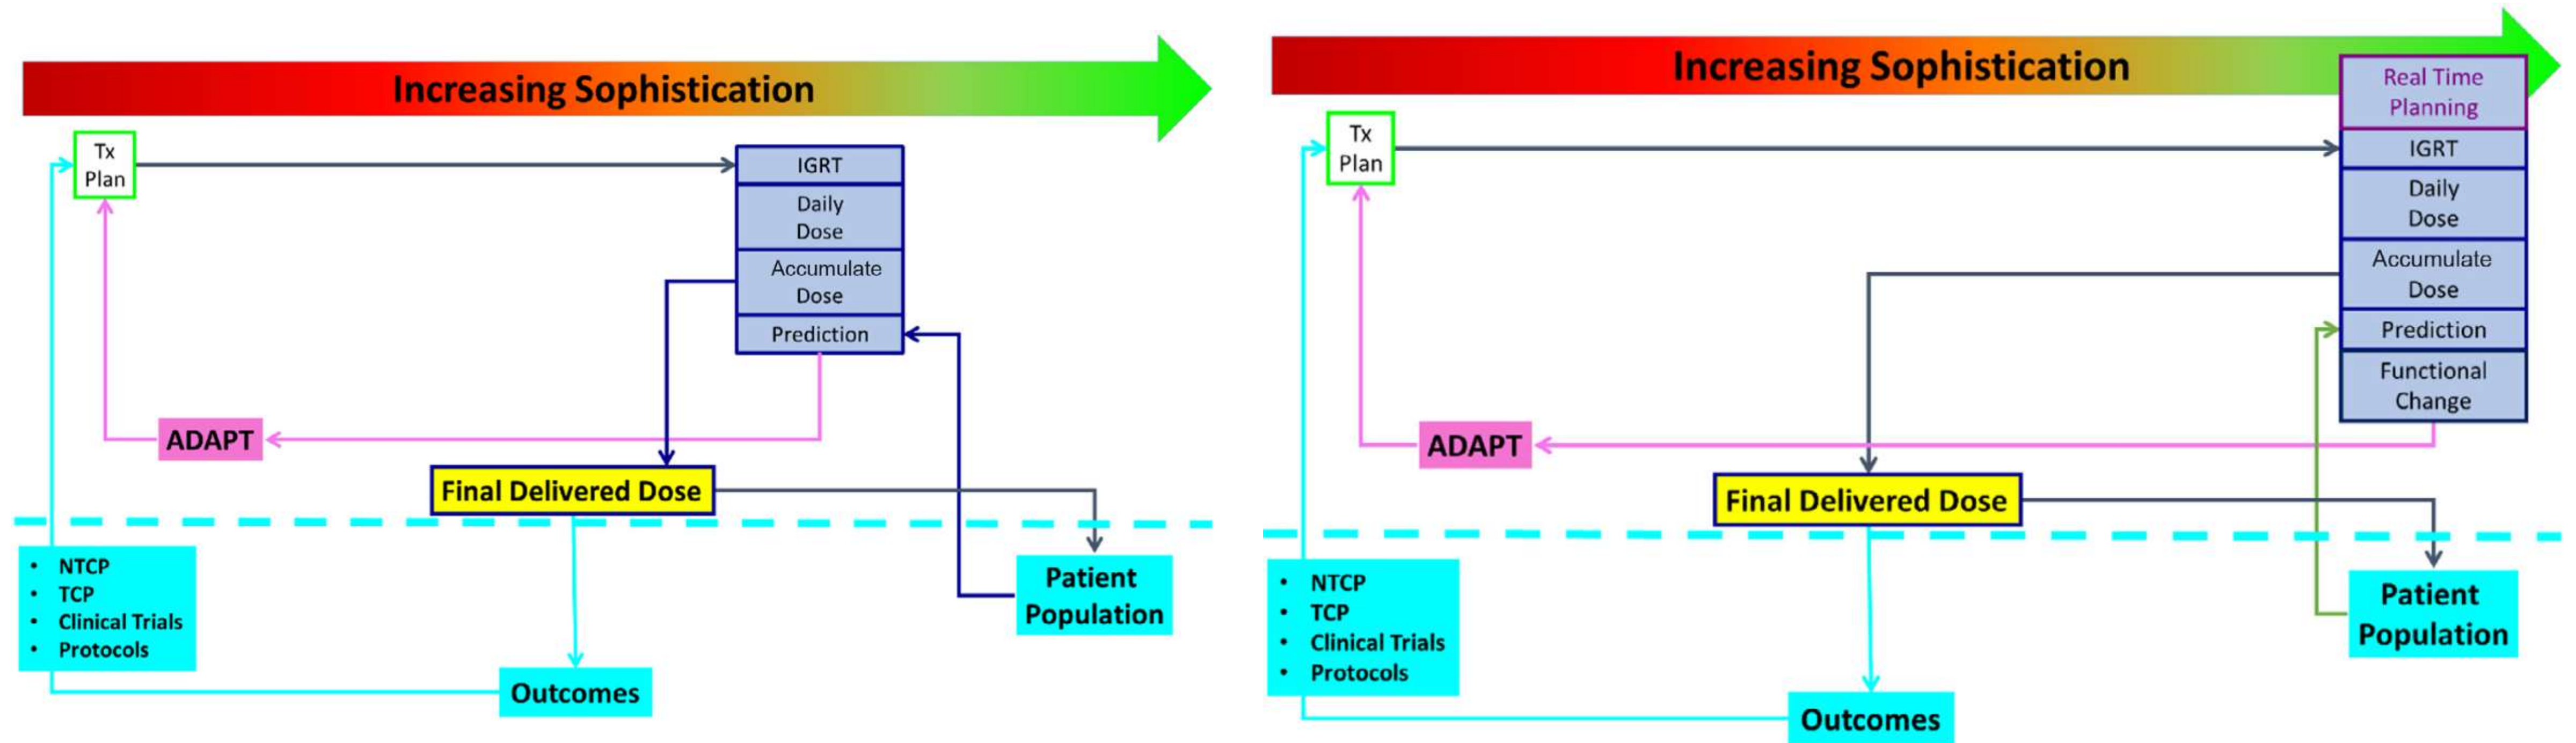 Increasing Sophistication
Tx
Plan
IGRT
Daily
Dose
Accumulate
Dose
Prediction
ADAPT
Final Delivered Dose
• NTCP
• TCP
• Clinical Trials
• Protocols
Patient
Population
Outcomes
Increasing Sophistication
Real Time
Planning
Tx
Plan
IGRT
Daily
Dose
Accumulate
Dose
Prediction
Functional
Change
ADAPT
Final Delivered Dose
• NTCP
• TCP
• Clinical Trials
• Protocols
Patient
Population
Outcomes